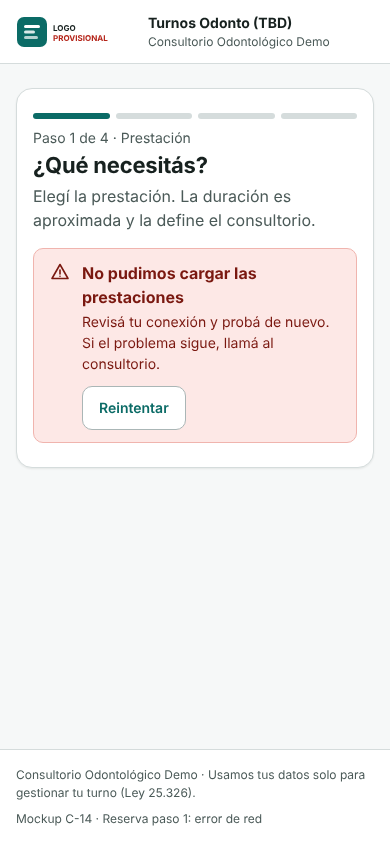 LOGO
PROVISIONAL
Turnos Odonto (TBD)
Consultorio Odontológico Demo
Paso 1 de 4 · Prestación
¿Qué necesitás?
Elegí la prestación. La duración es
aproximada y la define el consultorio.
No pudimos cargar las
prestaciones
Revisá tu conexión y probá de nuevo.
Si el problema sigue, llamá al
consultorio.
Reintentar
Consultorio Odontológico Demo · Usamos tus datos solo para
gestionar tu turno (Ley 25.326).
Mockup C-14 · Reserva paso 1: error de red